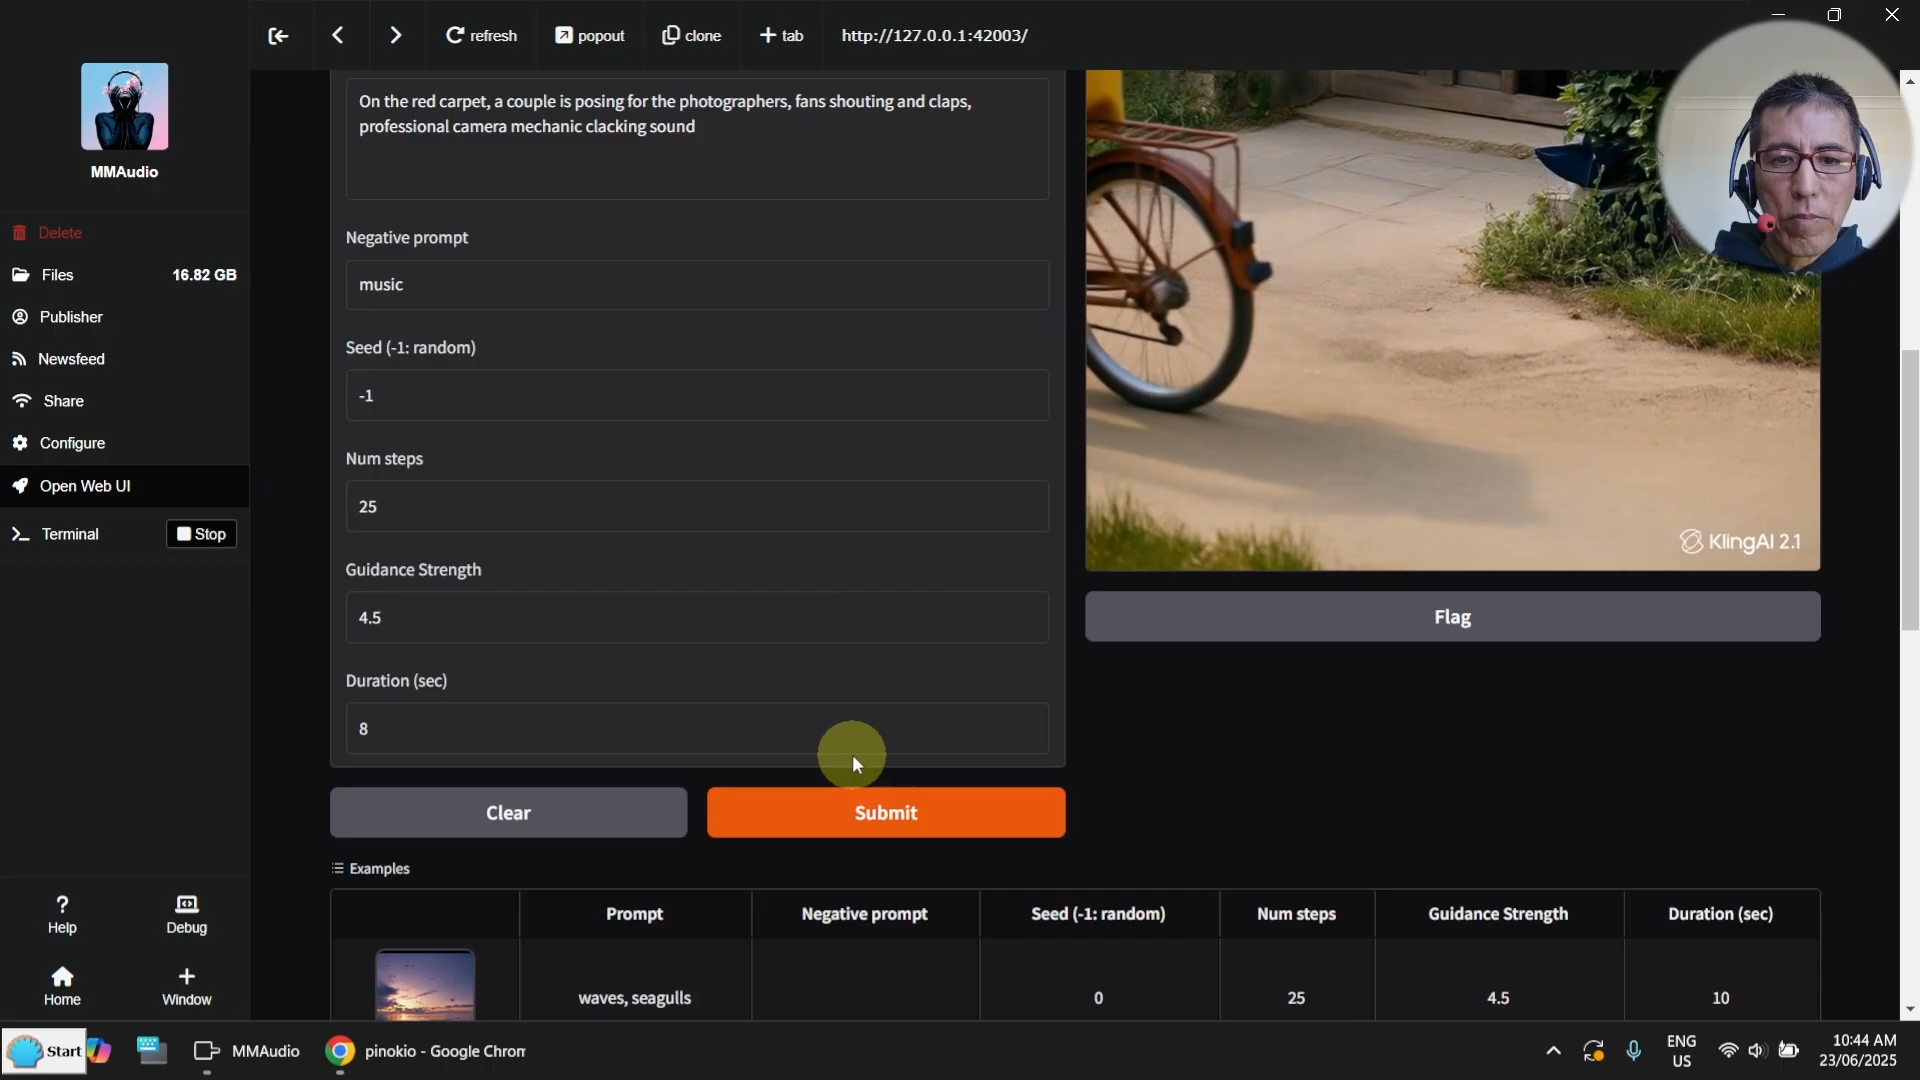 refresh
popout
clone
tab
http://127.0.0.1:42003/
MMAudio
Delete
Files 16.82 GB
Publisher
Newsfeed
Share
Configure
Open Web UI
Terminal
Stop
Help
Debug
Home
Window
On the red carpet, a couple is posing for the photographers, fans shouting and claps,
professional camera mechanic clacking sound
Negative prompt
music
Seed (-1: random)
-1
Num steps
25
Guidance Strength
4.5
Duration (sec)
8
Clear
Submit
KlingAI 2.1
Flag
Examples
Prompt Negative prompt Seed (-1: random) Num steps Guidance Strength Duration (sec)
waves, seagulls 0 25 4.5 10
Start
MMAudio
pinokio - Google Chrom
ENG
US
10:44 AM
23/06/2025